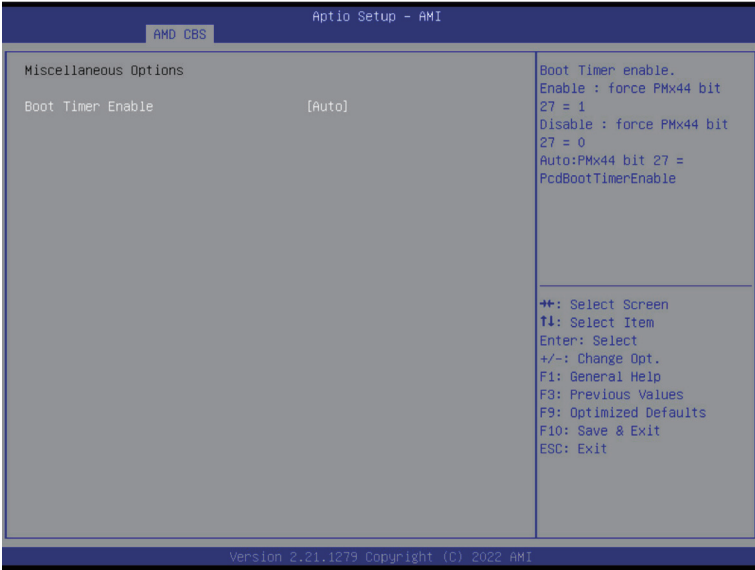 Aptio Setup - AMI
AMD CBS
Miscellaneous Options
Boot Timer Enable [Auto]
Boot Timer enable.
Enable : force PMx44 bit
27 = 1
Disable : force PMx44 bit
27 = 0
Auto:PMx44 bit 27 =
PcdBootTimerEnable
→←: Select Screen
↑↓: Select Item
Enter: Select
+/-: Change Opt.
F1: General Help
F3: Previous Values
F9: Optimized Defaults
F10: Save & Exit
ESC: Exit
Version 2.21.1279 Copyright (C) 2022 AMI